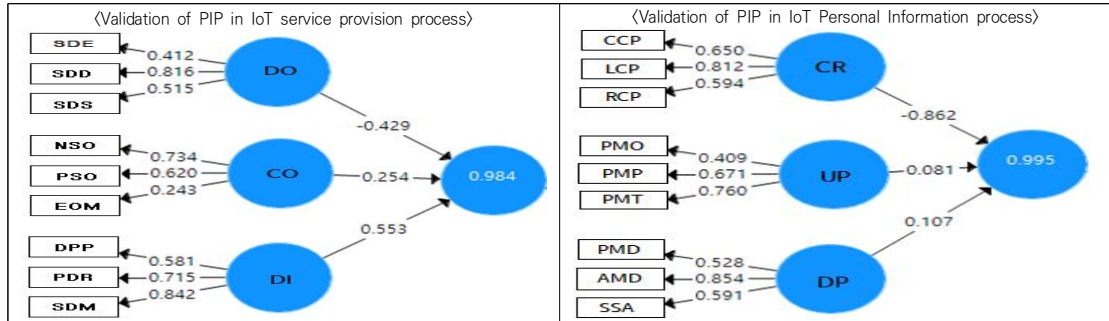 〈Validation of PIP in IoT service provision process〉
SDE
0.412
SDD
0.816
DO
SDS
0.515
-0.429
NSO
0.734
PSO
0.620
CO
0.254
0.984
EOM
0.243
0.553
DPP
0.581
PDR
0.715
DI
SDM
0.842
〈Validation of PIP in IoT Personal Information process〉
CCP
0.650
LCP
0.812
CR
RCP
0.594
-0.862
PMO
0.409
PMP
0.671
UP
0.081
0.995
PMT
0.760
0.107
PMD
0.528
AMD
0.854
DP
SSA
0.591